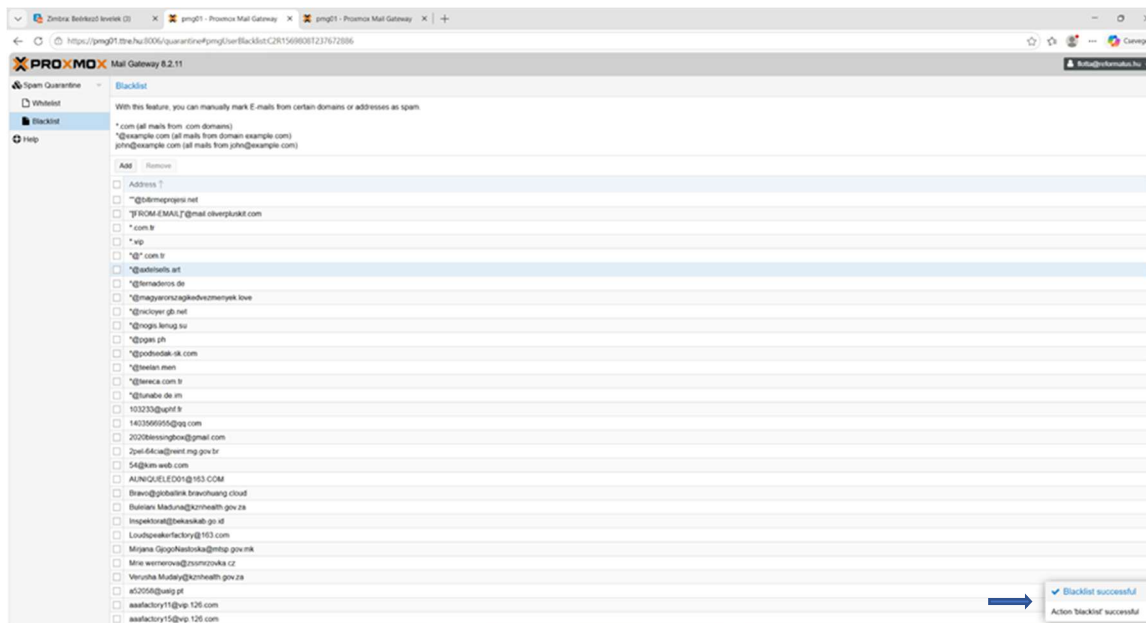 Zimbra: Beérkező levelek (3)
pmg01 - Proxmox Mail Gateway
pmg01 - Proxmox Mail Gateway
https://pmg01.ttre.hu:8006/quarantine#pmgUserBlacklist:C2R1569808T237672886
PROXMOX Mail Gateway 8.2.11
flotta@reformatus.hu
Spam Quarantine
Whitelist
Blacklist
Help
Blacklist
With this feature, you can manually mark E-mails from certain domains or addresses as spam.
*.com (all mails from .com domains)
*@example.com (all mails from domain example.com)
john@example.com (all mails from john@example.com)
Add Remove
Address
"[FROM-EMAIL]"@mail.oliverpluskit.com
*.com.tr
*.vip
*@*.com.tr
*@axtelsells.art
*@fernaderos.de
*@magyarorszagikedvezmenyek.love
*@nicloyer.gb.net
*@nogis.lenug.su
*@pgas.ph
*@podsedak-sk.com
*@teelan.men
*@tereca.com.tr
*@tunabe.de.im
103233@uphf.fr
1403566955@qq.com
2020blessingbox@gmail.com
2pel-64cia@reint.mg.gov.br
54@kim-web.com
AUNIQUELED01@163.COM
Bravo@globallink.bravohuang.cloud
Bulelani.Maduna@kznhealth.gov.za
Inspektorat@bekasikab.go.id
Loudspeakerfactory@163.com
Mirjana.GjogoNastoska@mtsp.gov.mk
Mrie.wernerova@zssmrzovka.cz
Verusha.Mudaly@kznhealth.gov.za
a52058@ualg.pt
aaafactory11@vip.126.com
aaafactory15@vip.126.com
Blacklist successful
Action 'blacklist' successful